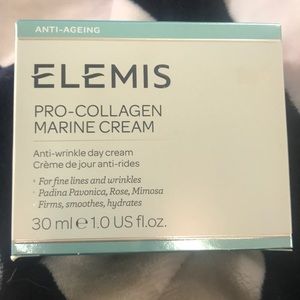 ANTI-AGEING
ELEMIS
PRO-COLLAGEN
MARINE CREAM
Anti-wrinkle day cream
Crème de jour anti-rides
• For fine lines and wrinkles
• Padina Pavonica, Rose, Mimosa
• Firms, smoothes, hydrates
30 ml ℮ 1.0 US fl.oz.